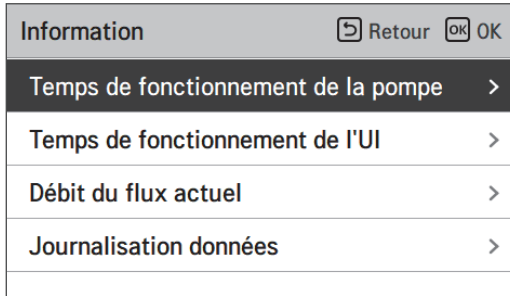 Information Retour OK OK
Temps de fonctionnement de la pompe >
Temps de fonctionnement de l'UI >
Débit du flux actuel >
Journalisation données >